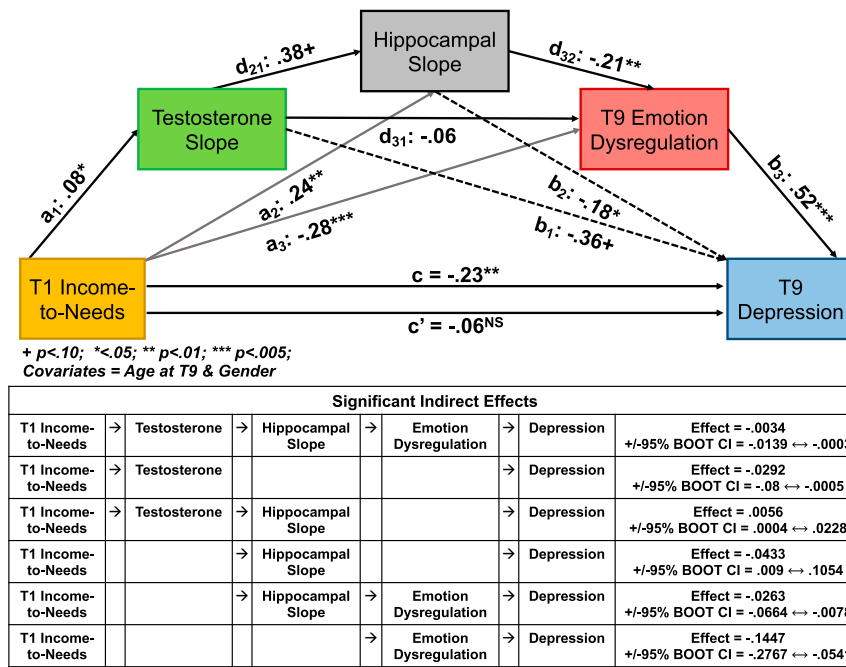 Hippocampal
Slope
d21: .38+
d32: -.21**
Testosterone
Slope
T9 Emotion
Dysregulation
d31: -.06
a1: .08*
a2: .24**
a3: -.28***
b2: -.18*
b1: -.36+
b3: .52***
T1 Income-
to-Needs
c = -.23**
c' = -.06NS
T9
Depression
+ p<.10; *<.05; ** p<.01; *** p<.005;
Covariates = Age at T9 & Gender
Significant Indirect Effects
T1 Income- → Testosterone → Hippocampal → Emotion → Depression Effect = -.0034
to-Needs Slope Dysregulation +/-95% BOOT CI = -.0139 ↔ -.0003
T1 Income- → Testosterone → Depression Effect = -.0292
to-Needs +/-95% BOOT CI = -.08 ↔ -.0005
T1 Income- → Testosterone → Hippocampal → Depression Effect = .0056
to-Needs Slope +/-95% BOOT CI = .0004 ↔ .0228
T1 Income- → Hippocampal → Depression Effect = -.0433
to-Needs Slope +/-95% BOOT CI = .009 ↔ .1054
T1 Income- → Hippocampal → Emotion → Depression Effect = -.0263
to-Needs Slope Dysregulation +/-95% BOOT CI = -.0664 ↔ -.0078
T1 Income- → Emotion → Depression Effect = -.1447
to-Needs Dysregulation +/-95% BOOT CI = -.2767 ↔ -.0541